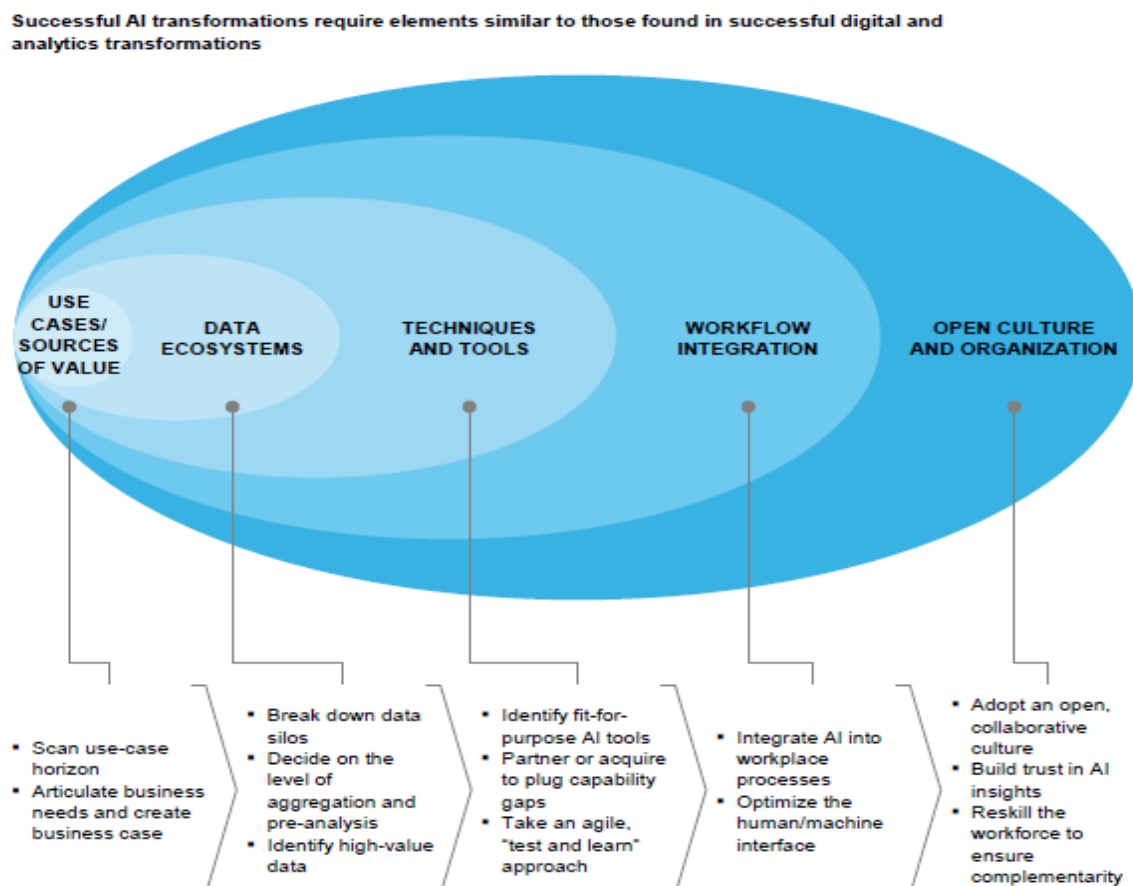 Successful AI transformations require elements similar to those found in successful digital and
analytics transformations
USE
CASES/
SOURCES
OF VALUE
DATA
ECOSYSTEMS
TECHNIQUES
AND TOOLS
WORKFLOW
INTEGRATION
OPEN CULTURE
AND ORGANIZATION
▪ Scan use-case
horizon
▪ Articulate business
needs and create
business case
▪ Break down data
silos
▪ Decide on the
level of
aggregation and
pre-analysis
▪ Identify high-value
data
▪ Identify fit-for-
purpose AI tools
▪ Partner or acquire
to plug capability
gaps
▪ Take an agile,
"test and learn"
approach
▪ Integrate AI into
workplace
processes
▪ Optimize the
human/machine
interface
▪ Adopt an open,
collaborative
culture
▪ Build trust in AI
insights
▪ Reskill the
workforce to
ensure
complementarity